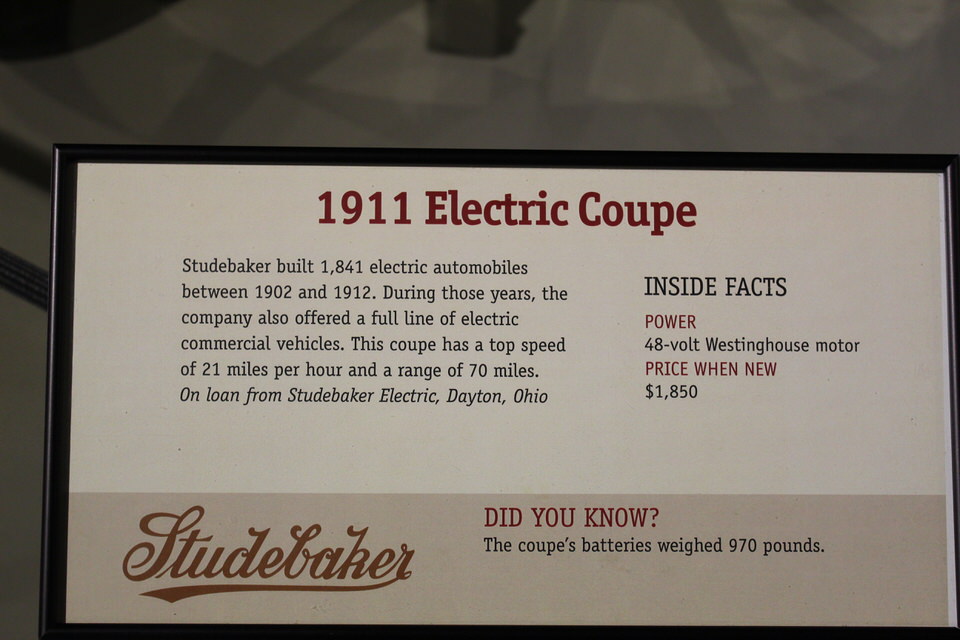 1911 Electric Coupe
Studebaker built 1,841 electric automobiles
between 1902 and 1912. During those years, the
company also offered a full line of electric
commercial vehicles. This coupe has a top speed
of 21 miles per hour and a range of 70 miles.
On loan from Studebaker Electric, Dayton, Ohio
INSIDE FACTS
POWER
48-volt Westinghouse motor
PRICE WHEN NEW
$1,850
Studebaker
DID YOU KNOW?
The coupe's batteries weighed 970 pounds.